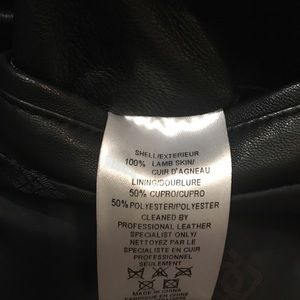 SHELL/EXTERIEUR
100% LAMB SKIN/
CUIR D'AGNEAU
LINING/DOUBLURE
50% CUPRO/CUPRO
50% POLYESTER/POLYESTER
CLEANED BY
PROFESSIONAL LEATHER
SPECIALIST ONLY/
NETTOYEZ PAR LE
SPECIALISTE EN CUIR
PROFESSIONNEL
SEULEMENT
MADE IN CHINA